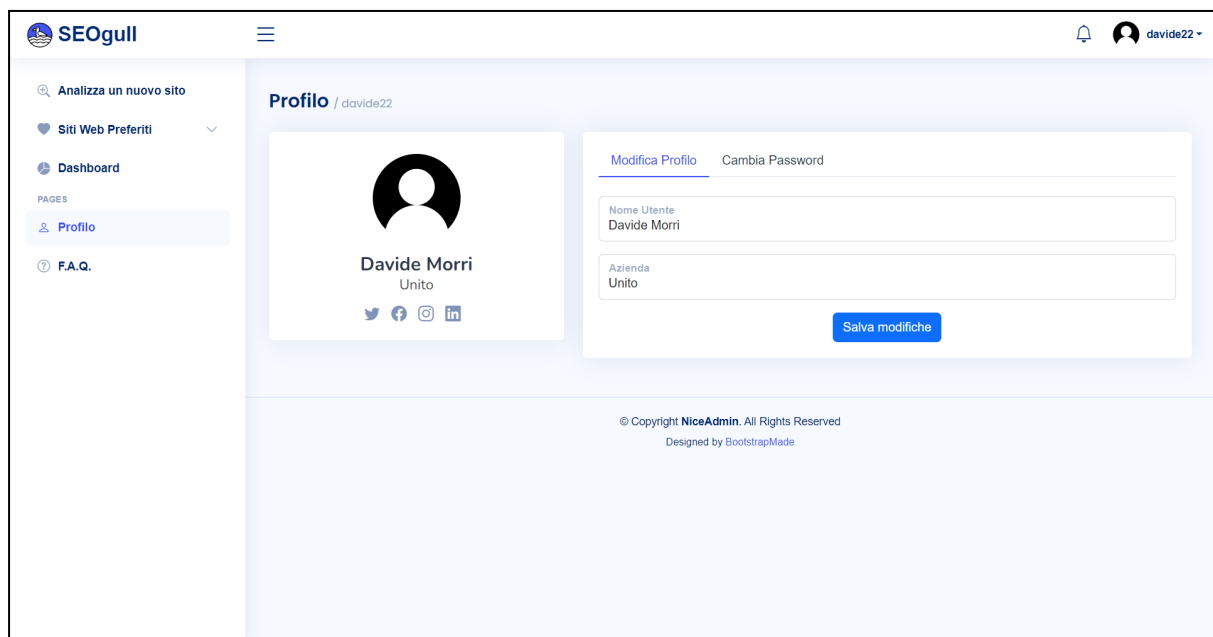 SEOgull
davide22
Analizza un nuovo sito
Siti Web Preferiti
Dashboard
PAGES
Profilo
F.A.Q.
Profilo / davide22
Davide Morri
Unito
Modifica Profilo Cambia Password
Nome Utente
Davide Morri
Azienda
Unito
Salva modifiche
© Copyright NiceAdmin. All Rights Reserved
Designed by BootstrapMade